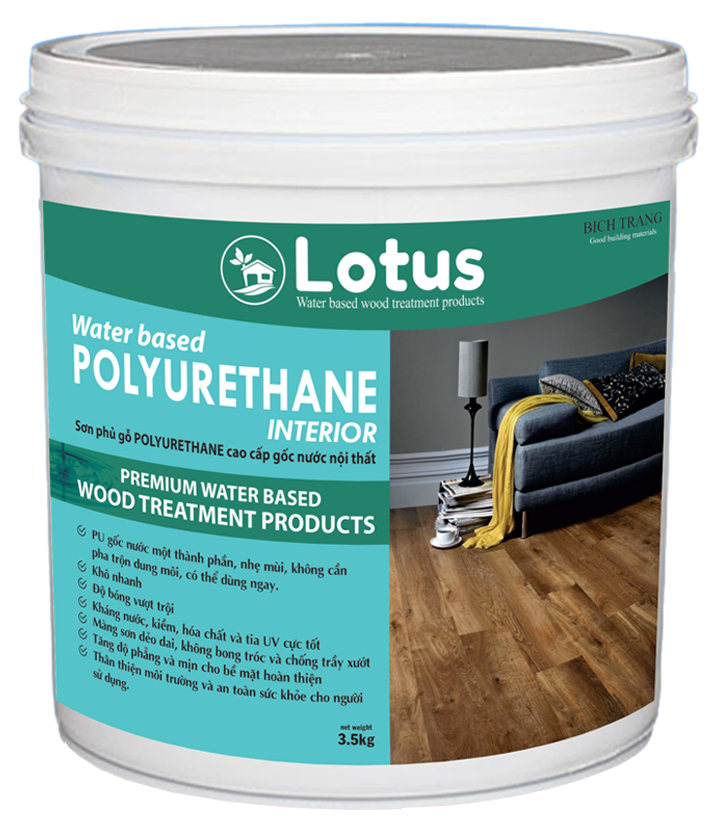 BICH TRANG
Good building materials
Lotus
Water based wood treatment products
Water based
POLYURETHANE
INTERIOR
Sơn phủ gỗ POLYURETHANE cao cấp gốc nước nội thất
PREMIUM WATER BASED
WOOD TREATMENT PRODUCTS
PU gốc nước một thành phần, nhẹ mùi, không cần
pha trộn dung môi, có thể dùng ngay.
Khô nhanh
Độ bóng vượt trội
Kháng nước, kiềm, hóa chất và tia UV cực tốt
Màng sơn dẻo dai, không bong tróc và chống trầy xướt
Tăng độ phẳng và mịn cho bề mặt hoàn thiện
Thân thiện môi trường và an toàn sức khỏe cho người
sử dụng.
net weight
3.5kg